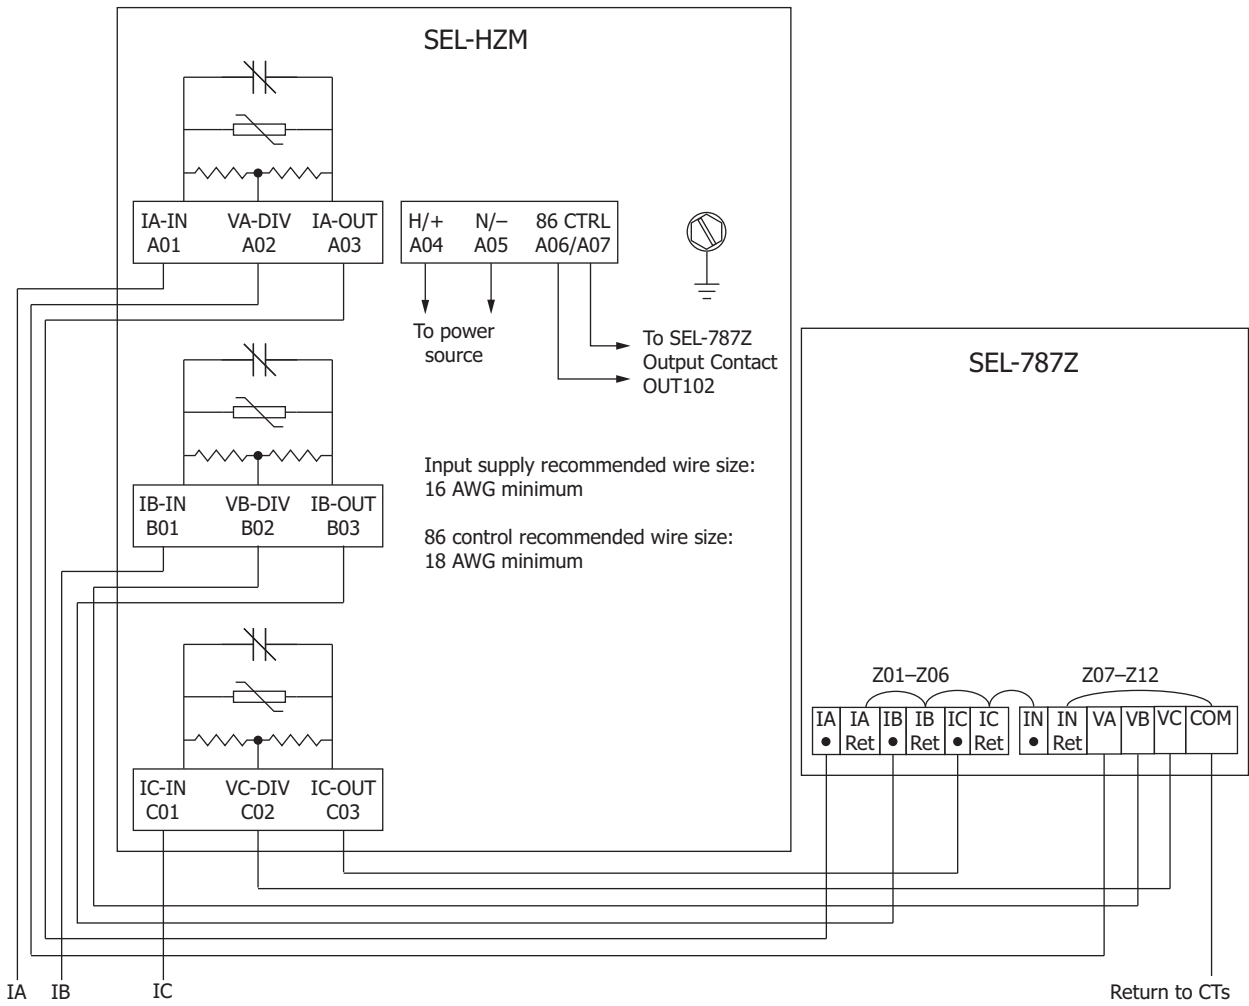 SEL-HZM
IA-IN VA-DIV IA-OUT
A01 A02 A03
H/+ N/– 86 CTRL
A04 A05 A06/A07
To power
source
To SEL-787Z
Output Contact
OUT102
IB-IN VB-DIV IB-OUT
B01 B02 B03
Input supply recommended wire size:
16 AWG minimum
86 control recommended wire size:
18 AWG minimum
IC-IN VC-DIV IC-OUT
C01 C02 C03
SEL-787Z
Z01–Z06 Z07–Z12
IA IA IB IB IC IC IN IN VA VB VC COM
Ret Ret Ret Ret
IA IB IC
Return to CTs